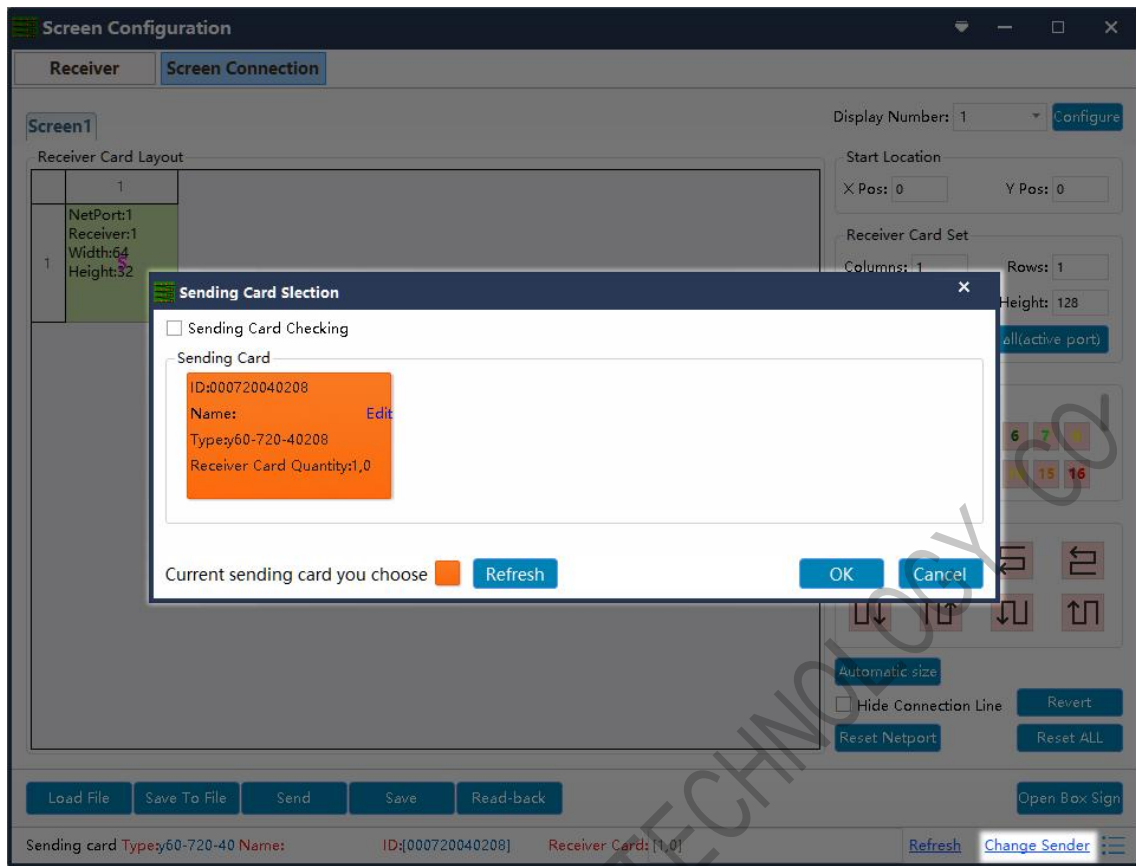 Screen Configuration
Receiver
Screen Connection
Display Number: 1
Configure
Screen1
Receiver Card Layout
Start Location
X Pos: 0
Y Pos: 0
1
1
NetPort:1
Receiver:1
Width:64
Height:32
S
Receiver Card Set
Columns: 1
Rows: 1
Height: 128
all(active port)
Sending Card Slection
Sending Card Checking
Sending Card
ID:000720040208
Name:
Edit
Type:y60-720-40208
Receiver Card Quantity:1,0
6 7
15 16
Current sending card you choose
Refresh
OK
Cancel
Automatic size
Hide Connection Line
Revert
Reset Netport
Reset ALL
Load File
Save To File
Send
Save
Read-back
Open Box Sign
Sending card Type:y60-720-40 Name: ID:[000720040208] Receiver Card:[1,0]
Refresh
Change Sender
TECHNOLOGY CO